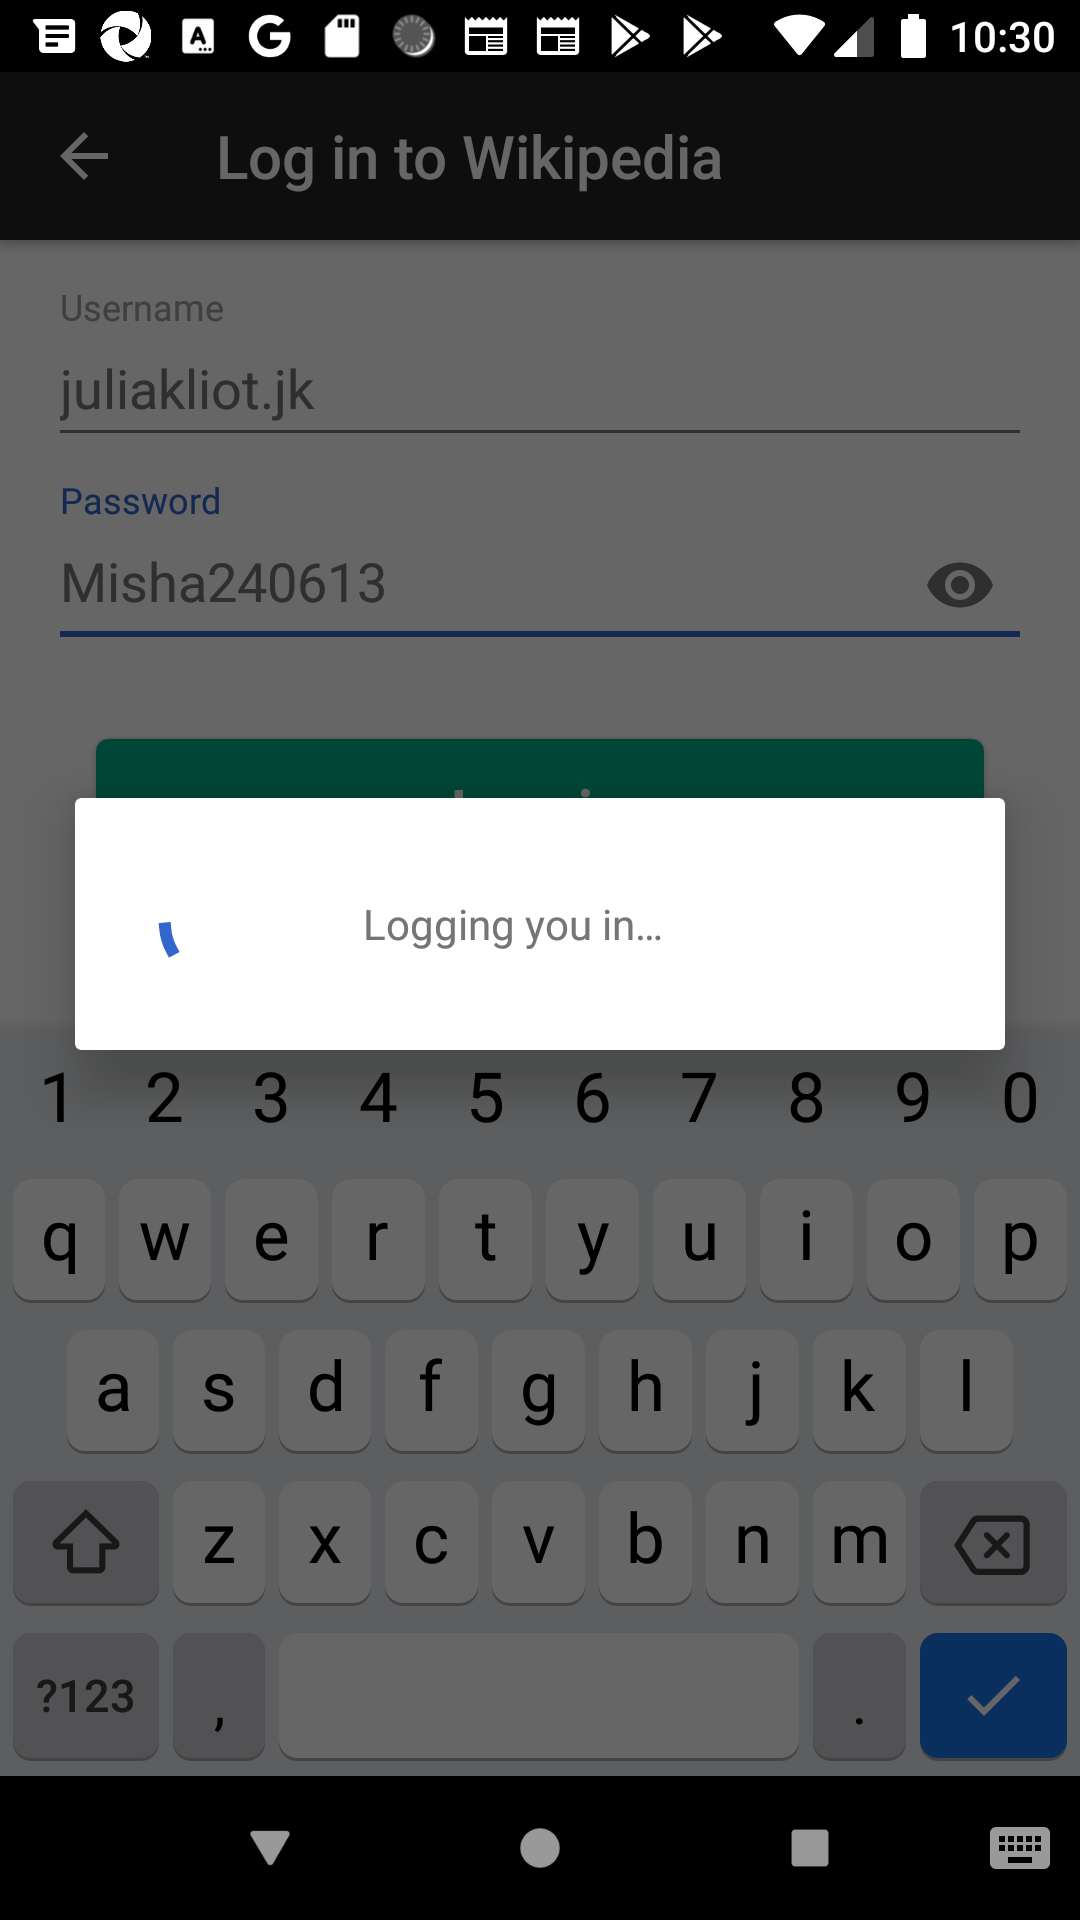 10:30
Log in to Wikipedia
Username
juliakliot.jk
Password
Misha240613
Logging you in…
1 2 3 4 5 6 7 8 9 0
q w e r t y u i o p
a s d f g h j k l
z x c v b n m
?123 , .